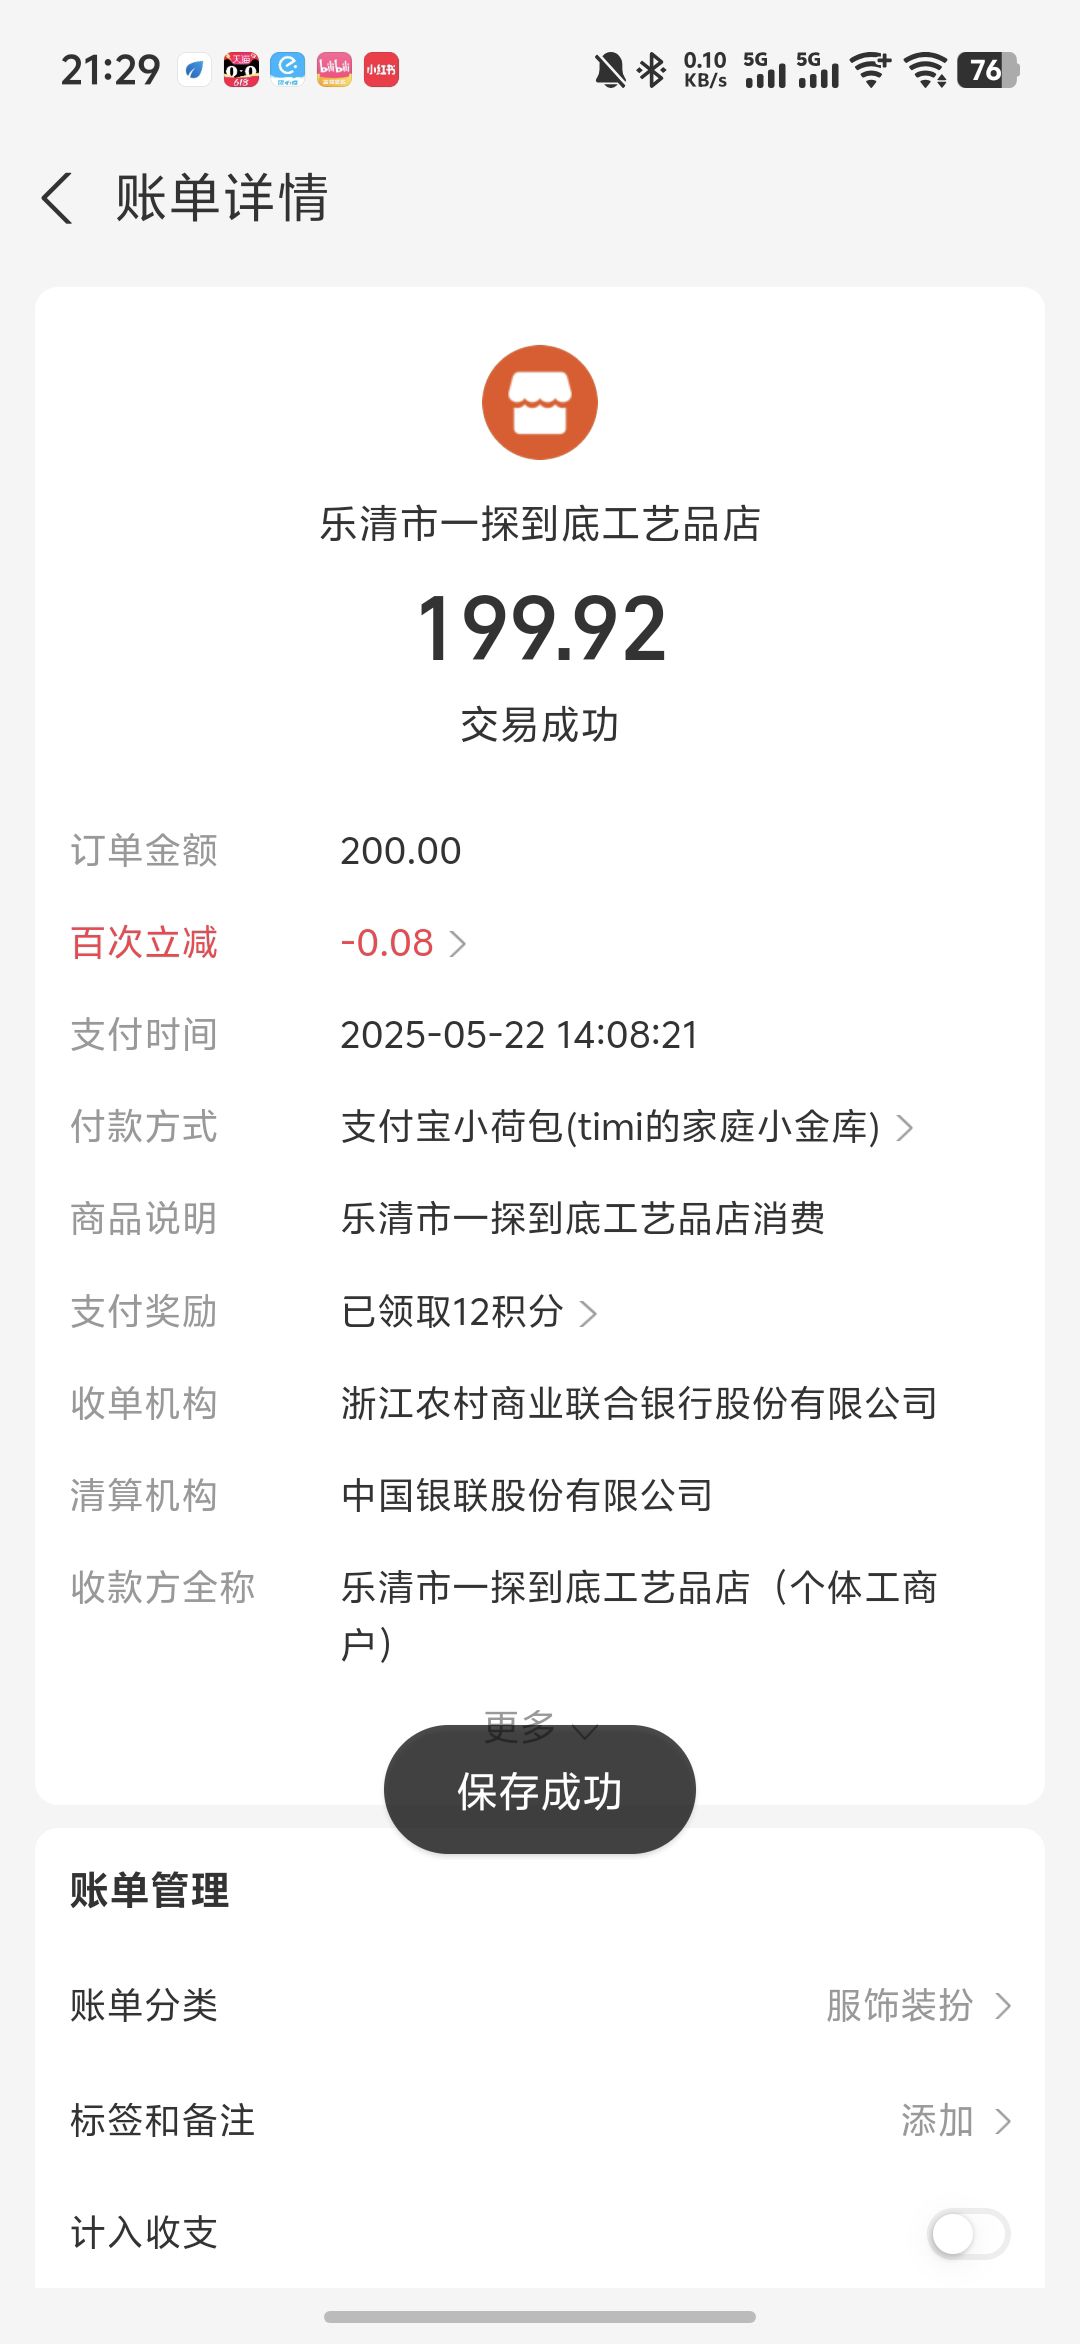 21:29
0.10 KB/s
5G 5G
76
账单详情
乐清市一探到底工艺品店
199.92
交易成功
订单金额 200.00
百次立减 -0.08
支付时间 2025-05-22 14:08:21
付款方式 支付宝小荷包(timi的家庭小金库)
商品说明 乐清市一探到底工艺品店消费
支付奖励 已领取12积分
收单机构 浙江农村商业联合银行股份有限公司
清算机构 中国银联股份有限公司
收款方全称 乐清市一探到底工艺品店（个体工商
户）
更多
保存成功
账单管理
账单分类 服饰装扮
标签和备注 添加
计入收支